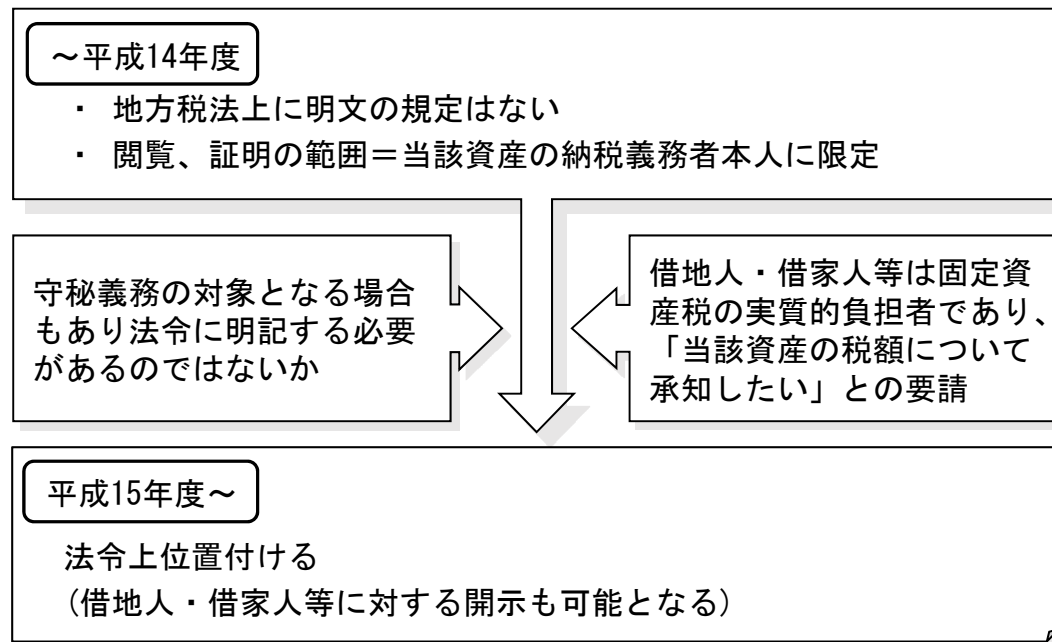 ～平成14年度
・ 地方税法上に明文の規定はない
・ 閲覧、証明の範囲＝当該資産の納税義務者本人に限定
守秘義務の対象となる場合
もあり法令に明記する必要
があるのではないか
借地人・借家人等は固定資
産税の実質的負担者であり、
「当該資産の税額について
承知したい」との要請
平成15年度～
法令上位置付ける
(借地人・借家人等に対する開示も可能となる)